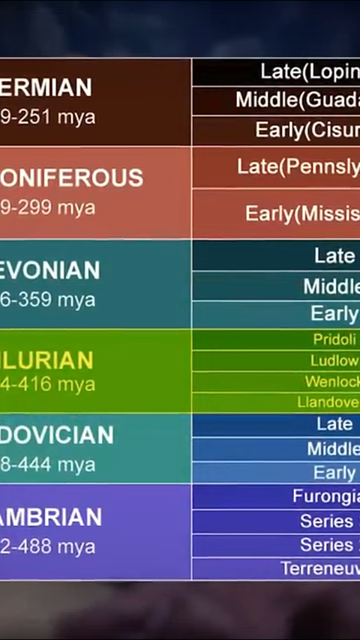 ERMIAN
9-251 mya
Late(Lopin
Middle(Guada
Early(Cisur
ONIFEROUS
9-299 mya
Late(Pennsly
Early(Missis
EVONIAN
6-359 mya
Late
Middle
Early
ILURIAN
4-416 mya
Pridoli
Ludlow
Wenlock
Llandove
DOVICIAN
8-444 mya
Late
Middle
Early
AMBRIAN
2-488 mya
Furongia
Series
Series
Terreneuv